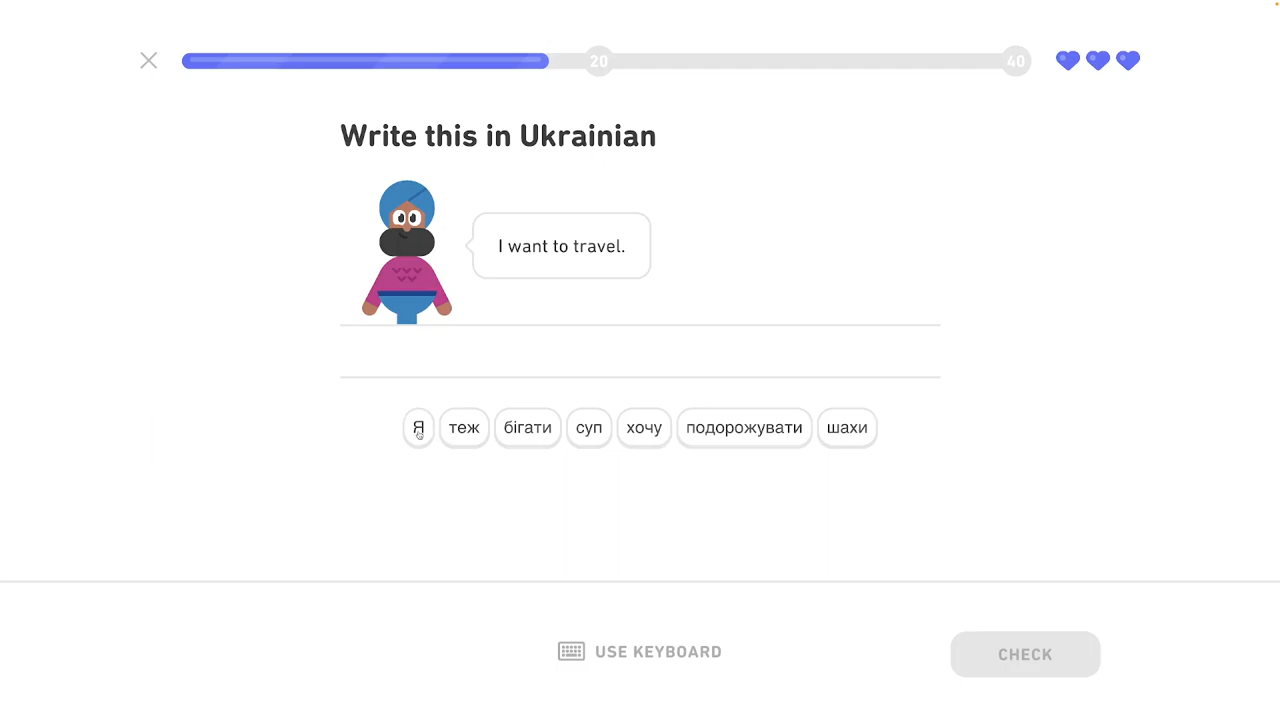 20
40
Write this in Ukrainian
I want to travel.
Я теж бігати суп хочу подорожувати шахи
USE KEYBOARD
CHECK